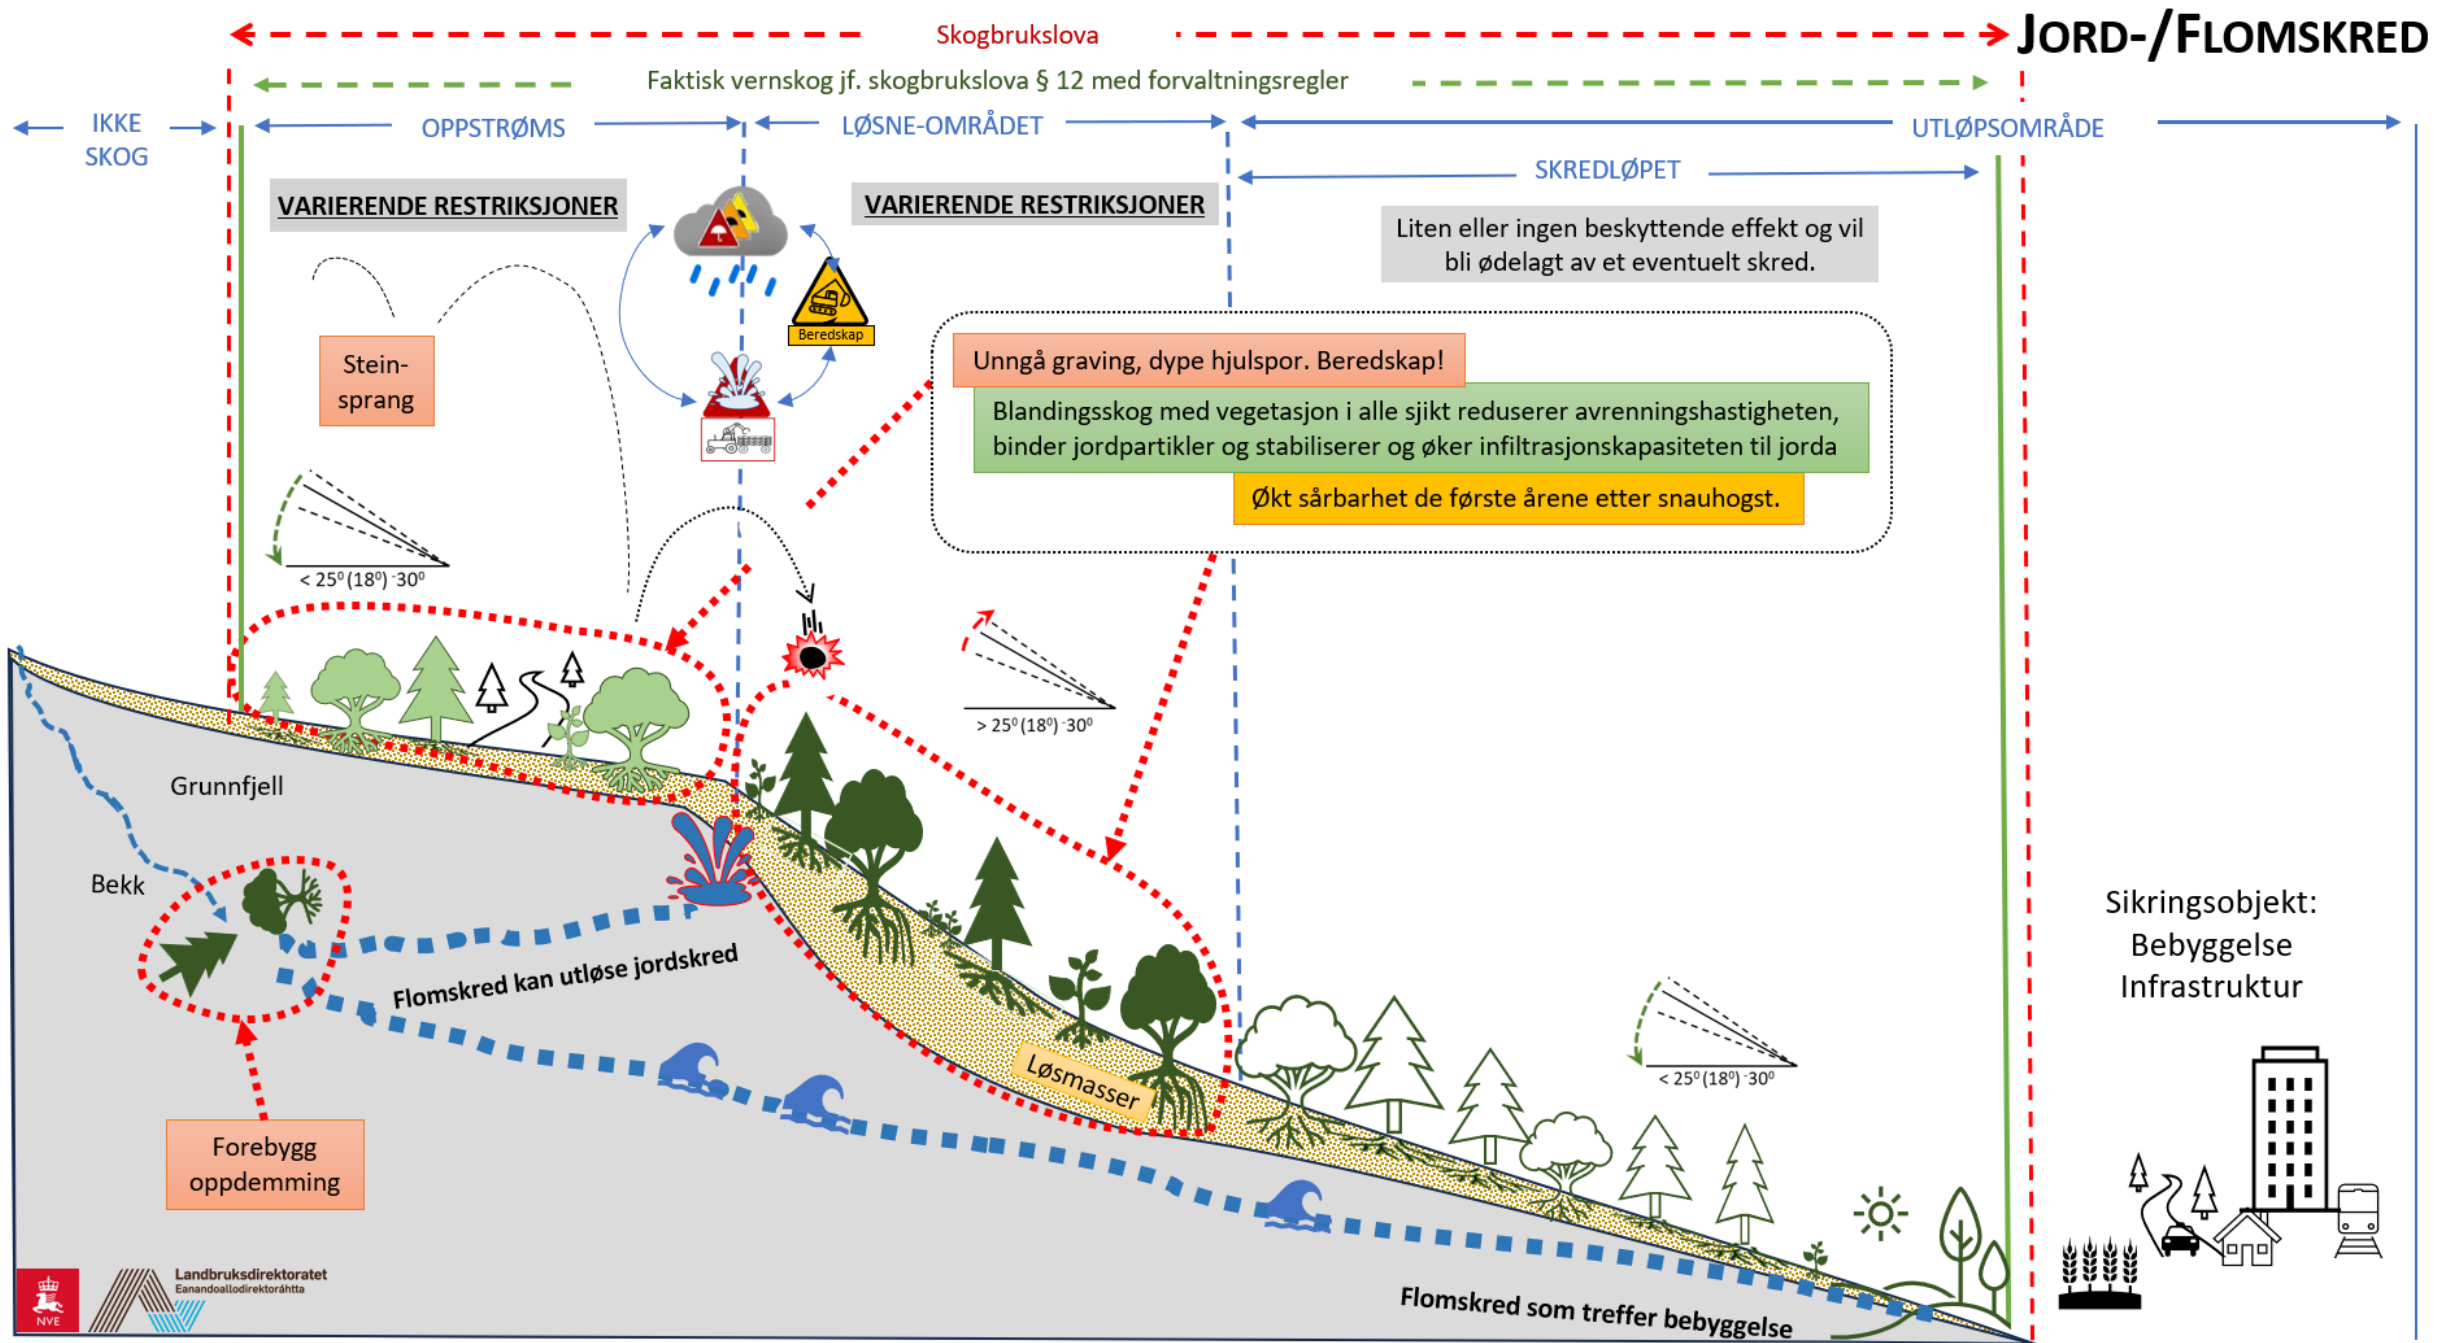 Skogbrukslova
JORD-/FLOMSKRED
Faktisk vernskog jf. skogbrukslova § 12 med forvaltningsregler
IKKE
SKOG
OPPSTRØMS
LØSNE-OMRÅDET
UTLØPSOMRÅDE
SKREDLØPET
VARIERENDE RESTRIKSJONER
VARIERENDE RESTRIKSJONER
Liten eller ingen beskyttende effekt og vil
bli ødelagt av et eventuelt skred.
Beredskap
Stein-
sprang
Unngå graving, dype hjulspor. Beredskap!
Blandingsskog med vegetasjon i alle sjikt reduserer avrenningshastigheten,
binder jordpartikler og stabiliserer og øker infiltrasjonskapasiteten til jorda
Økt sårbarhet de første årene etter snauhogst.
< 25⁰ (18⁰) -30⁰
> 25⁰ (18⁰) -30⁰
Grunnfjell
Bekk
Flomskred kan utløse jordskred
Løsmasser
< 25⁰ (18⁰) -30⁰
Sikringsobjekt:
Bebyggelse
Infrastruktur
Forebygg
oppdemming
Flomskred som treffer bebyggelse
NVE
Landbruksdirektoratet
Eanandoallodirektoráhtta